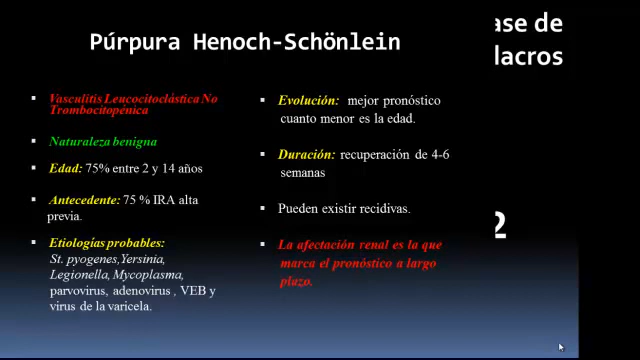 Púrpura Henoch-Schönlein
▪ Vasculitis Leucocitoclástica No
Trombocitopénica
▪ Naturaleza benigna
▪ Edad: 75% entre 2 y 14 años
▪ Antecedente: 75 % IRA alta
previa.
▪ Etiologías probables:
St. pyogenes,Yersinia,
Legionella, Mycoplasma,
parvovirus, adenovirus , VEB y
virus de la varicela.
▪ Evolución: mejor pronóstico
cuanto menor es la edad.
▪ Duración: recuperación de 4-6
semanas
▪ Pueden existir recidivas.
▪ La afectación renal es la que
marca el pronóstico a largo
plazo.
ase de
lacros
2